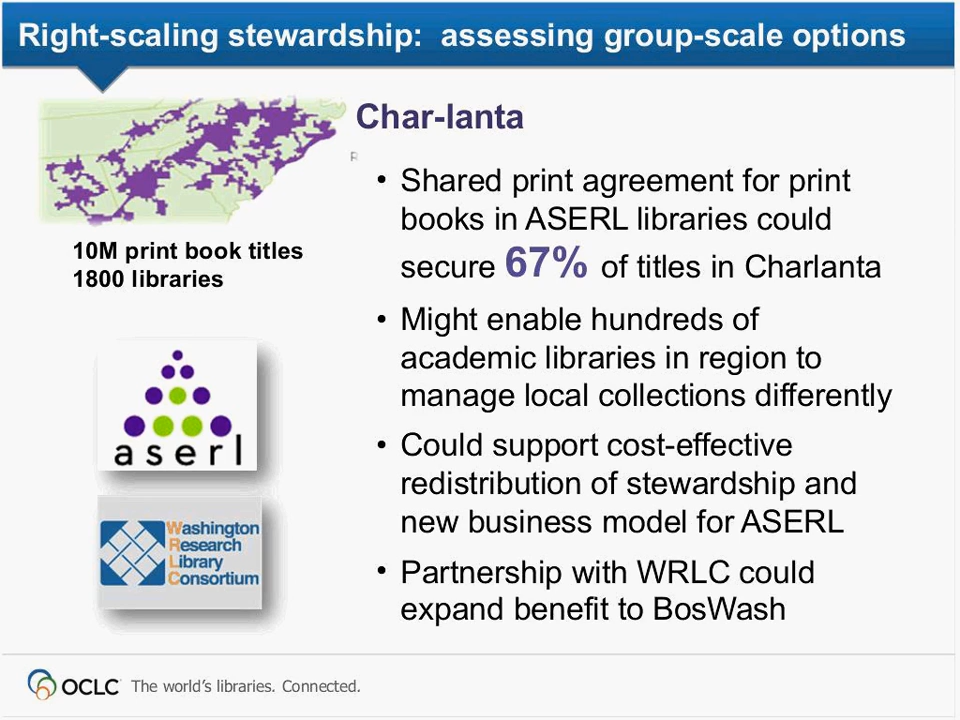 Right-scaling stewardship: assessing group-scale options
Char-lanta
R
10M print book titles
1800 libraries
• Shared print agreement for print
books in ASERL libraries could
secure 67% of titles in Charlanta
• Might enable hundreds of
academic libraries in region to
manage local collections differently
• Could support cost-effective
redistribution of stewardship and
new business model for ASERL
• Partnership with WRLC could
expand benefit to BosWash
aserl
Washington
Research
Library
Consortium
OCLC The world's libraries. Connected.